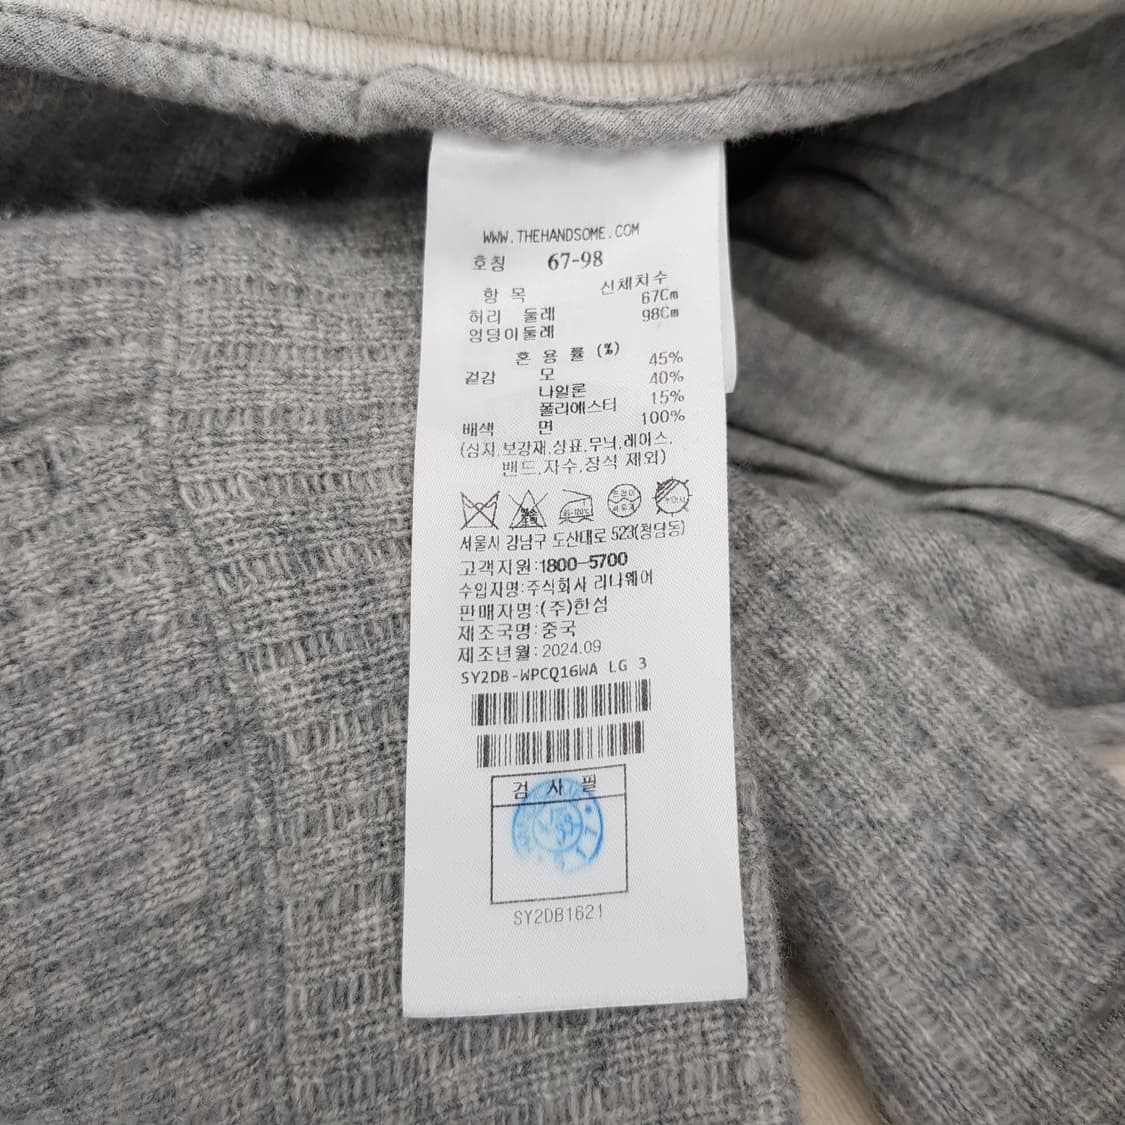 WWW.THEHANDSOME.COM
호칭 67-98
항 목 신체치수
허리 둘레 67Cm
엉덩이둘레 98Cm
혼 용 률 (%)
겉감 모 45%
나일론 40%
폴리에스터 15%
배색 면 100%
(심지,보강재,상표,무늬,레이스,
밴드,자수,장식 제외)
80~120℃ 드라이
서울시 강남구 도산대로 523(청담동)
고객지원:1800-5700
수입자명:주식회사 리나웨어
판매자명:(주)한섬
제조국명:중국
제조년월:2024.09
SY2DB-WPCQ16WA LG 3
검 사 필
SY2DB1621